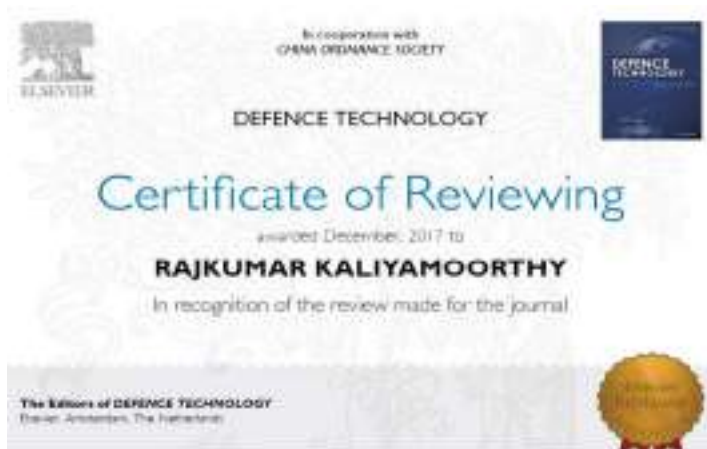 In cooperation with
CHINA ORDNANCE SOCIETY
ELSEVIER
DEFENCE
TECHNOLOGY
DEFENCE TECHNOLOGY
Certificate of Reviewing
awarded December, 2017 to
RAJKUMAR KALIYAMOORTHY
In recognition of the review made for the journal
The Editors of DEFENCE TECHNOLOGY
Elsevier, Amsterdam, The Netherlands